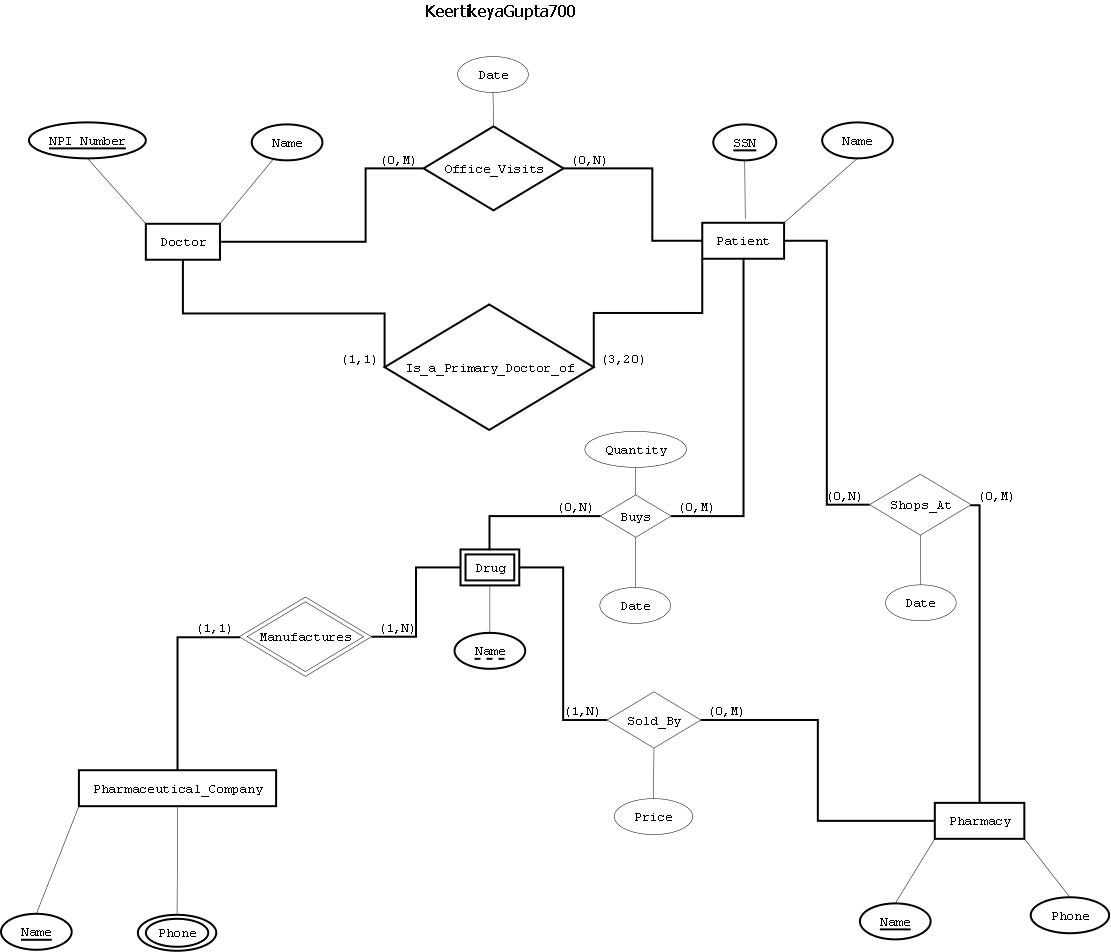 KeertikeyaGupta700
Date
NPI Number
Name
SSN
Name
(0,M)
Office_Visits
(0,N)
Doctor
Patient
(1,1)
Is_a_Primary_Doctor_of
(3,20)
Quantity
(0,N)
Buys
(0,M)
(0,N)
Shops_At
(0,M)
Drug
Date
Date
(1,1)
Manufactures
(1,N)
Name
(1,N)
Sold_By
(0,M)
Pharmaceutical_Company
Price
Pharmacy
Name
Phone
Name
Phone